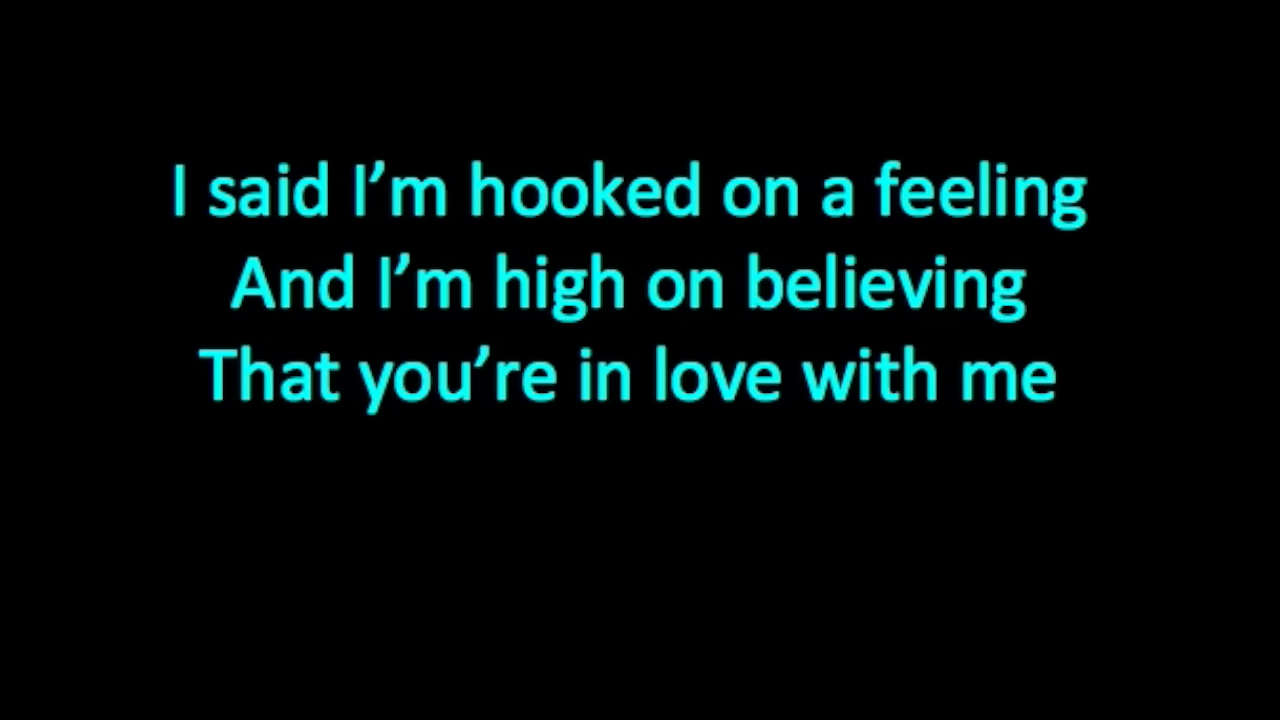 I said I’m hooked on a feeling
And I’m high on believing
That you’re in love with me